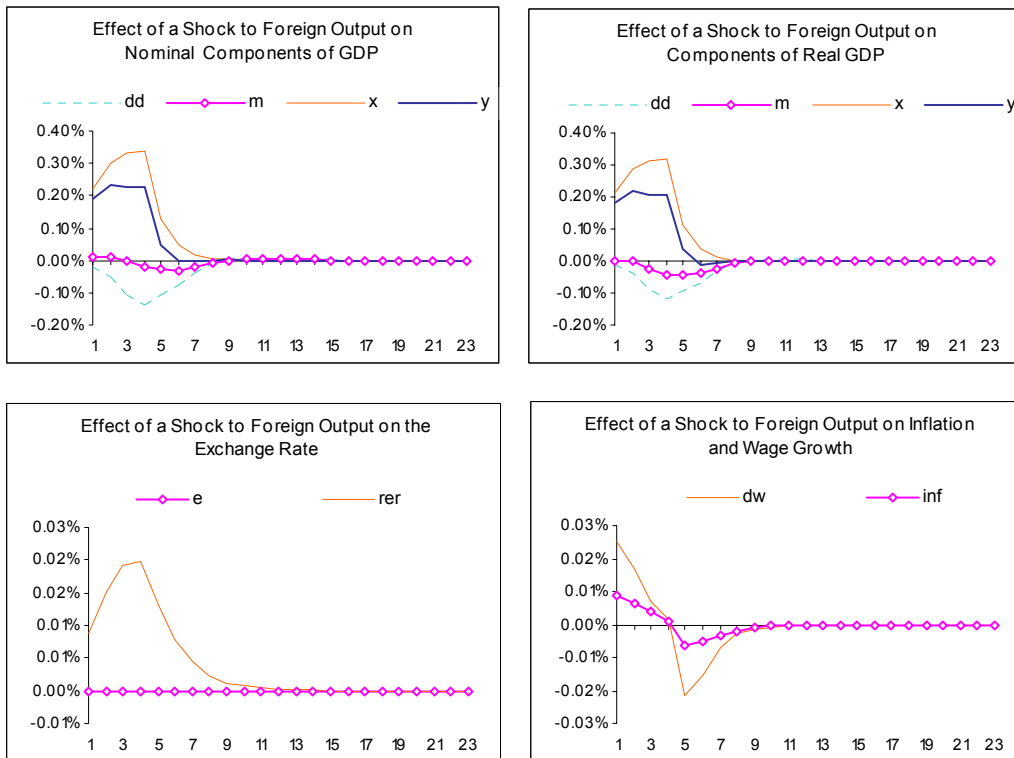 Effect of a Shock to Foreign Output on
Nominal Components of GDP
dd m x y
0.40%
0.30%
0.20%
0.10%
0.00%
-0.10%
-0.20%
1 3 5 7 9 11 13 15 17 19 21 23
Effect of a Shock to Foreign Output on
Components of Real GDP
dd m x y
0.40%
0.30%
0.20%
0.10%
0.00%
-0.10%
-0.20%
1 3 5 7 9 11 13 15 17 19 21 23
Effect of a Shock to Foreign Output on the
Exchange Rate
e rer
0.03%
0.02%
0.02%
0.01%
0.01%
0.00%
-0.01%
1 3 5 7 9 11 13 15 17 19 21 23
Effect of a Shock to Foreign Output on Inflation
and Wage Growth
dw inf
0.03%
0.02%
0.01%
0.00%
-0.01%
-0.02%
-0.03%
1 3 5 7 9 11 13 15 17 19 21 23